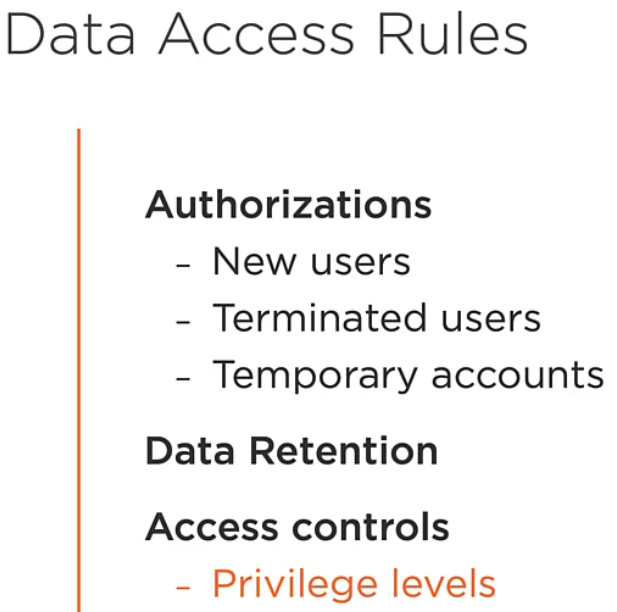 Data Access Rules
Authorizations
– New users
– Terminated users
– Temporary accounts
Data Retention
Access controls
– Privilege levels